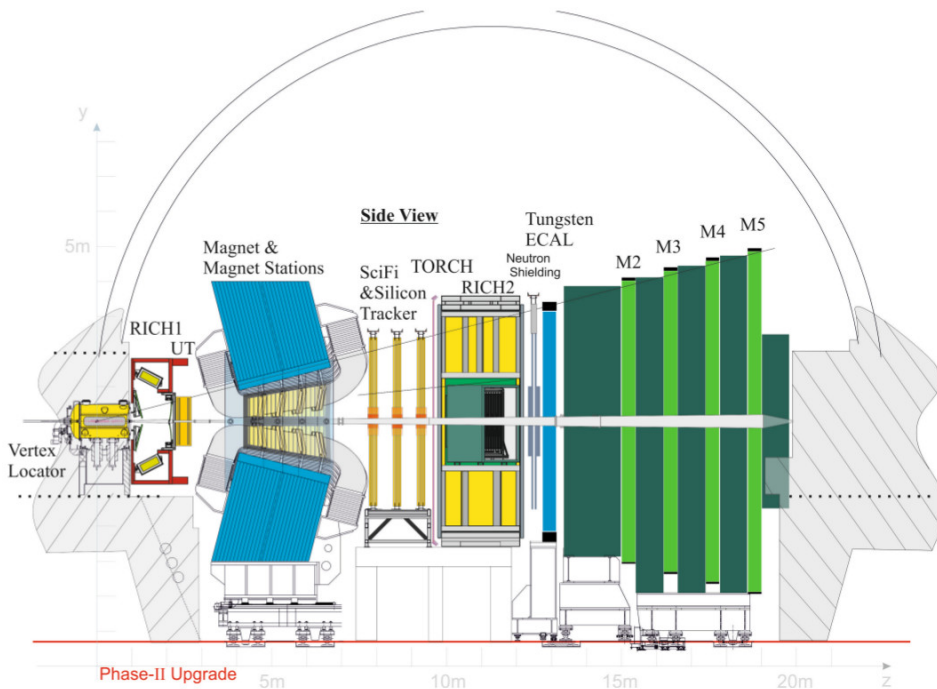 y
5m
Side View
Magnet &
Magnet Stations
SciFi
&Silicon
Tracker
TORCH
RICH2
Tungsten
ECAL
Neutron
Shielding
M2
M3
M4
M5
RICH1
UT
Vertex
Locator
Phase-II Upgrade
5m
10m
15m
20m
z